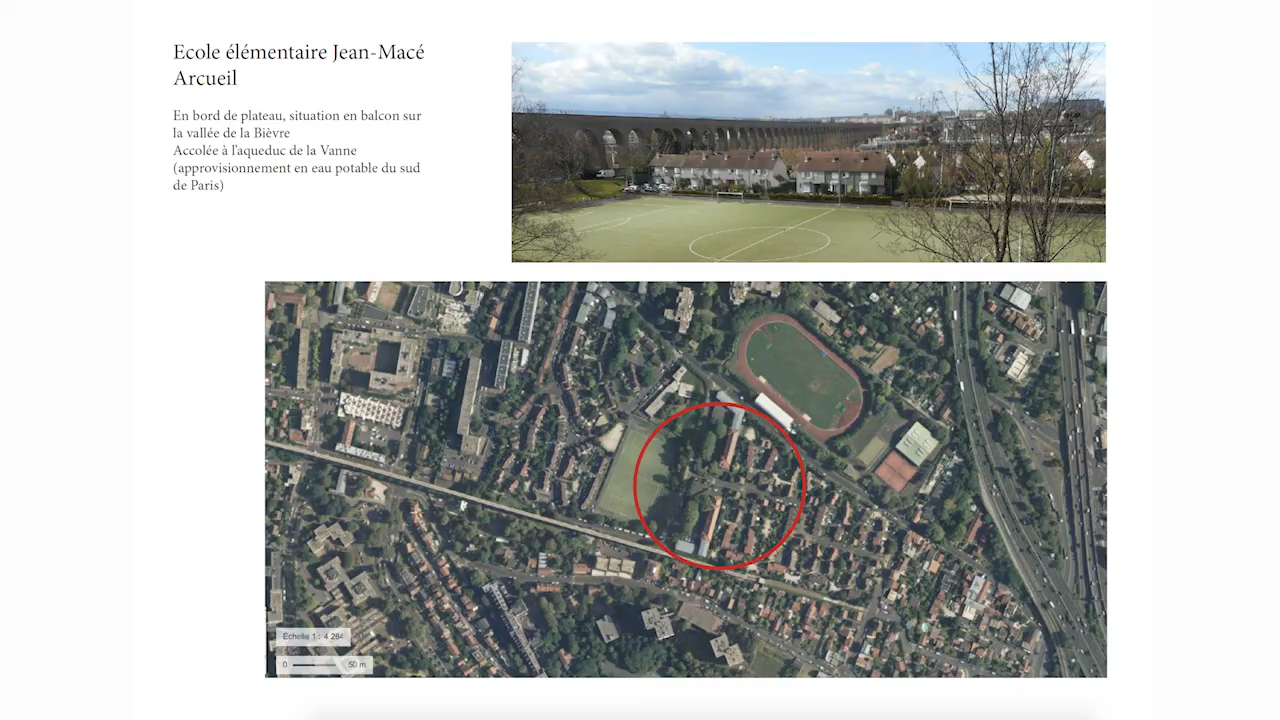 Ecole élémentaire Jean-Macé
Arcueil
En bord de plateau, situation en balcon sur
la vallée de la Bièvre
Accolée à l'aqueduc de la Vanne
(approvisionnement en eau potable du sud
de Paris)
Échelle 1 : 4 264
0 50 m